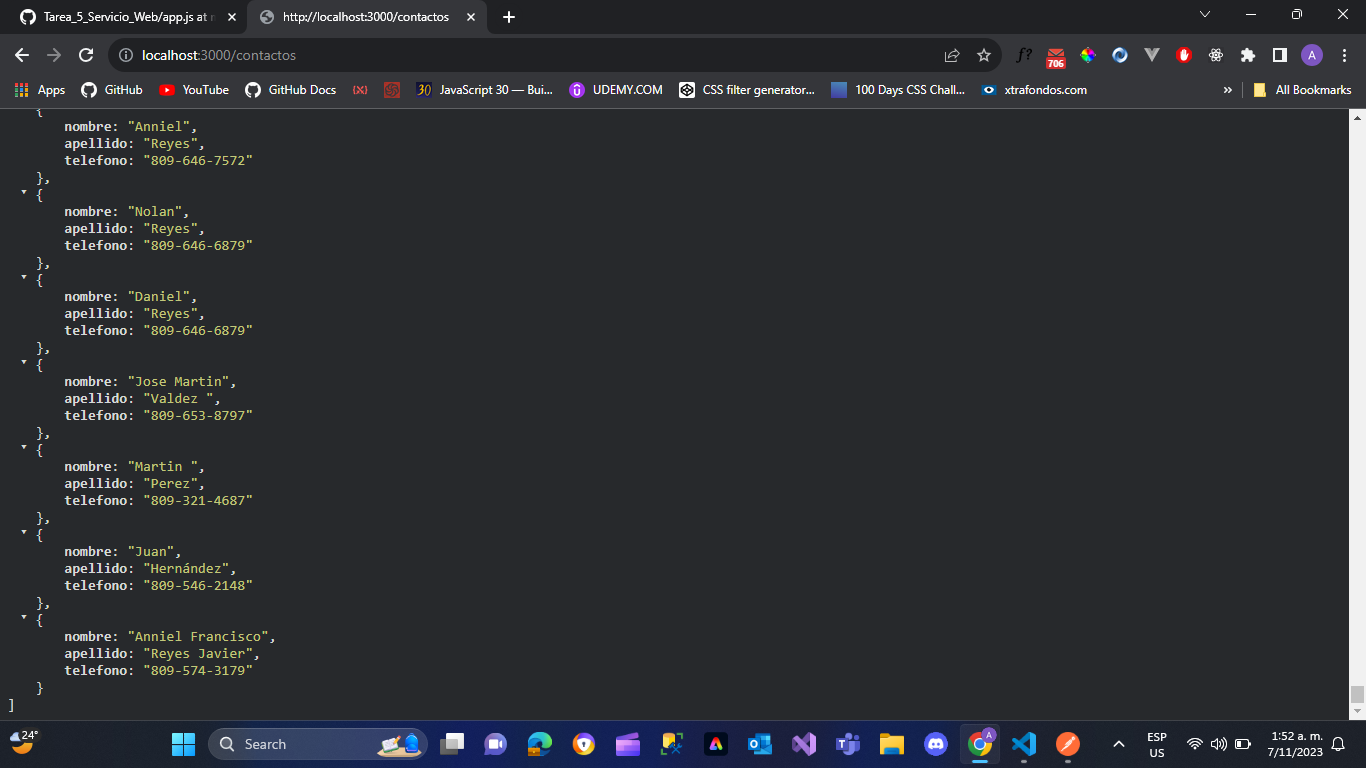 Tarea_5_Servicio_Web/app.js at
http://localhost:3000/contactos
localhost:3000/contactos
f?
706
A
Apps
GitHub
YouTube
GitHub Docs
{X}
30 JavaScript 30 — Bui...
UDEMY.COM
CSS filter generator...
100 Days CSS Chall...
xtrafondos.com
»
All Bookmarks
{
nombre: "Anniel",
apellido: "Reyes",
telefono: "809-646-7572"
},
{
nombre: "Nolan",
apellido: "Reyes",
telefono: "809-646-6879"
},
{
nombre: "Daniel",
apellido: "Reyes",
telefono: "809-646-6879"
},
{
nombre: "Jose Martin",
apellido: "Valdez ",
telefono: "809-653-8797"
},
{
nombre: "Martin ",
apellido: "Perez",
telefono: "809-321-4687"
},
{
nombre: "Juan",
apellido: "Hernández",
telefono: "809-546-2148"
},
{
nombre: "Anniel Francisco",
apellido: "Reyes Javier",
telefono: "809-574-3179"
}
]
24°
Search
A
ESP
US
1:52 a. m.
7/11/2023